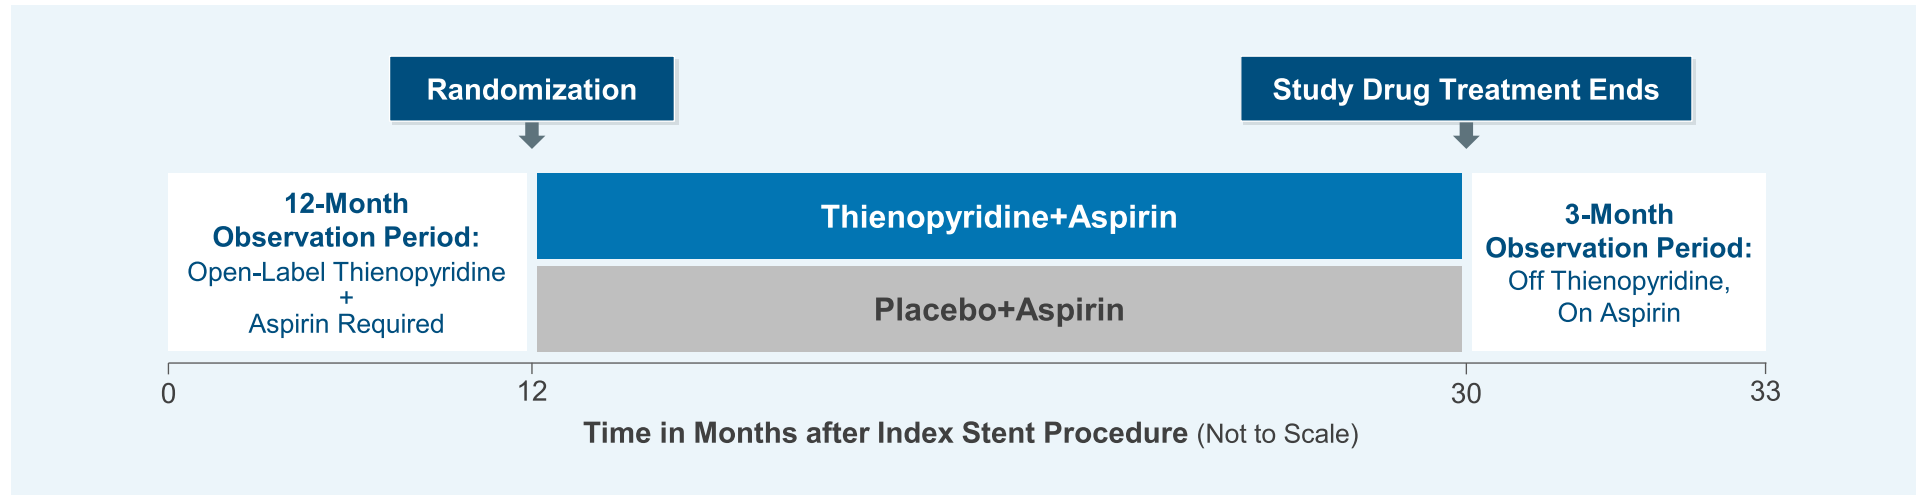 Randomization
Study Drug Treatment Ends
12-Month
Observation Period:
Open-Label Thienopyridine
+
Aspirin Required
Thienopyridine+Aspirin
Placebo+Aspirin
3-Month
Observation Period:
Off Thienopyridine,
On Aspirin
0
12
30
33
Time in Months after Index Stent Procedure (Not to Scale)